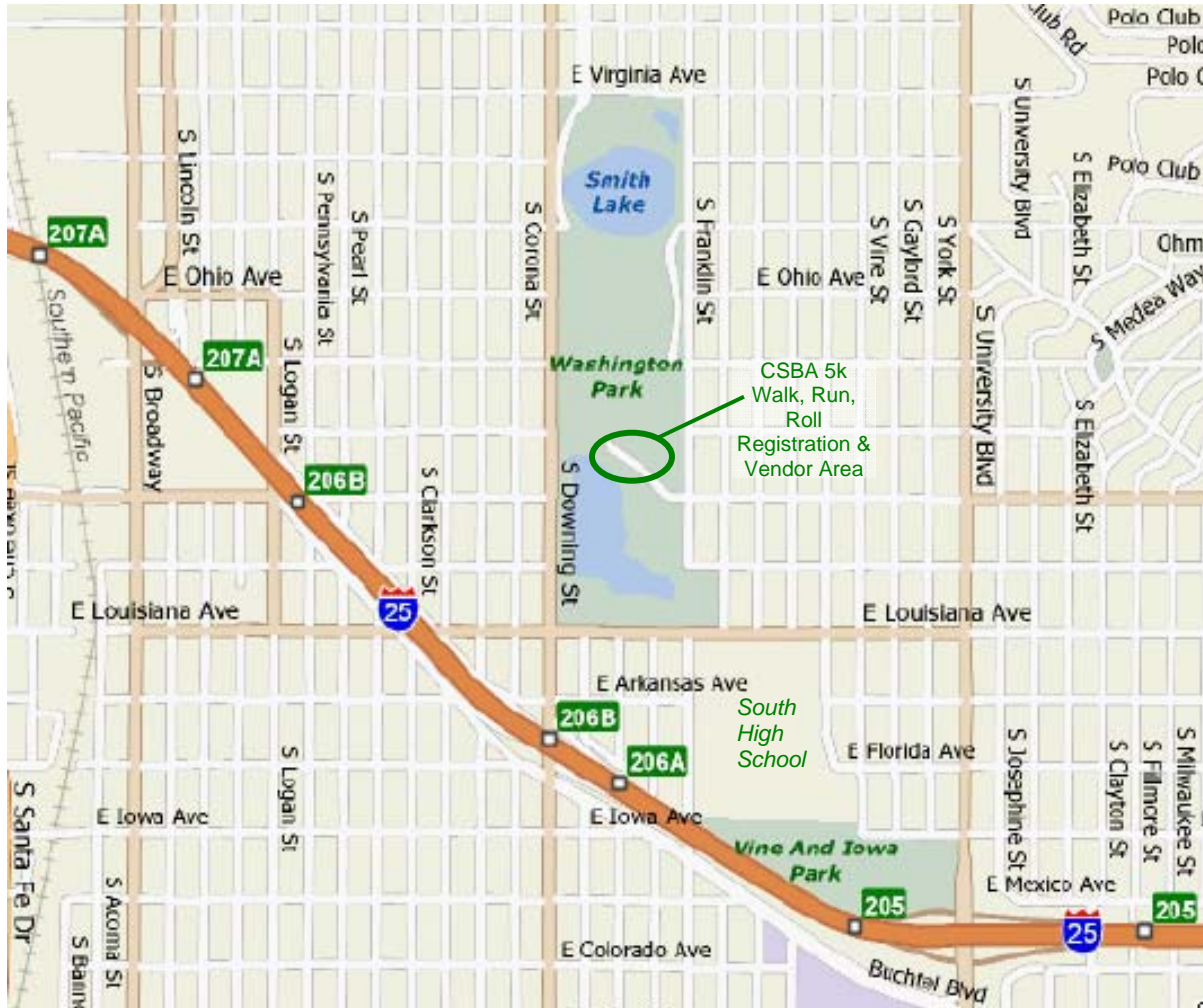 Club Rd
Polo Club
Polo
Polo C
E Virginia Ave
S University Blvd
S Lincoln St
S Pennsylvania St
S Pearl St
S Corona St
Smith
Lake
S Franklin St
S Vine St
S Gaylord St
S York St
S Elizabeth St
Polo Club
207A
E Ohio Ave
E Ohio Ave
Ohm
S Medea Way
Southern Pacific
207A
S Broadway
S Logan St
Washington
Park
CSBA 5k
Walk, Run,
Roll
Registration &
Vendor Area
S University Blvd
S Elizabeth St
206B
S Clarkson St
S Downing St
E Louisiana Ave
25
E Louisiana Ave
E Arkansas Ave
206B
206A
South
High
School
E Florida Ave
S Josephine St
S Clayton St
S Fillmore St
S Milwaukee St
S Santa Fe Dr
S Logan St
E Iowa Ave
E Iowa Ave
Vine And Iowa
Park
E Mexico Ave
S Acoma St
S Bann
205
25
205
E Colorado Ave
Buchtel Blvd